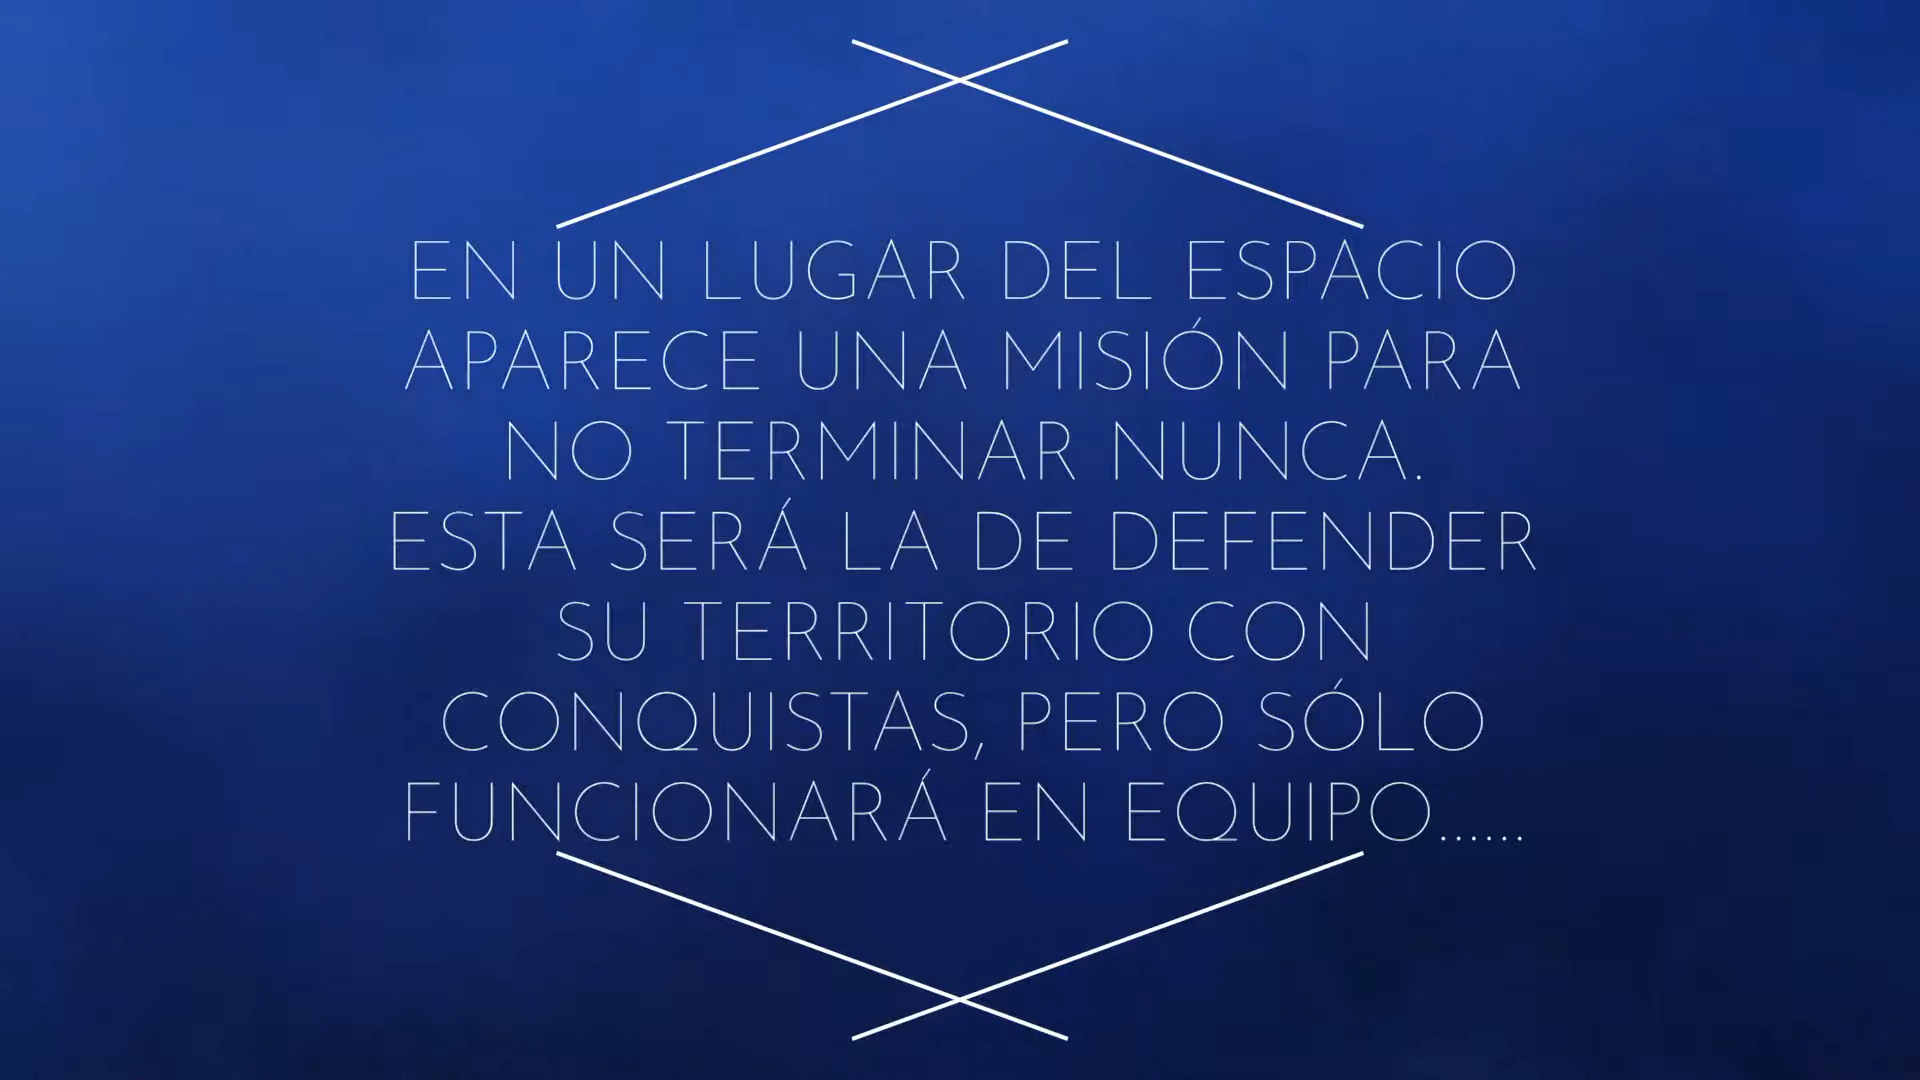 EN UN LUGAR DEL ESPACIO
APARECE UNA MISIÓN PARA
NO TERMINAR NUNCA.
ESTA SERÁ LA DE DEFENDER
SU TERRITORIO CON
CONQUISTAS, PERO SÓLO
FUNCIONARÁ EN EQUIPO......